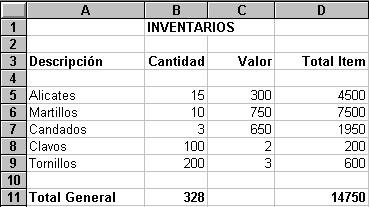 A B C D
1 INVENTARIOS
2
3 Descripción Cantidad Valor Total Item
4
5 Alicates 15 300 4500
6 Martillos 10 750 7500
7 Candados 3 650 1950
8 Clavos 100 2 200
9 Tornillos 200 3 600
10
11 Total General 328 14750